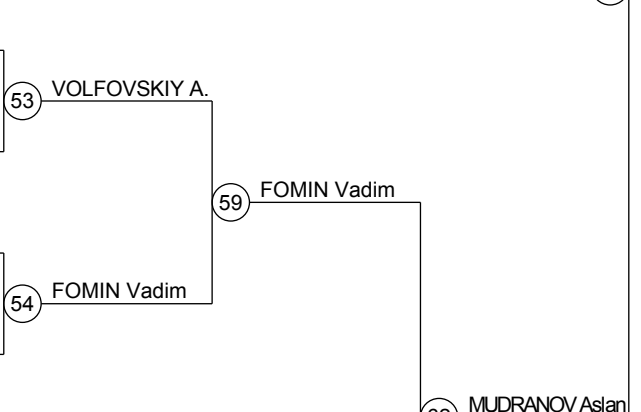 53 VOLFOVSKIY A.
59 FOMIN Vadim
54 FOMIN Vadim
MUDRANOV Aslan